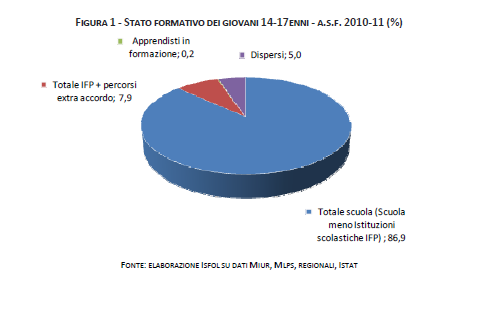 FIGURA 1 - STATO FORMATIVO DEI GIOVANI 14-17ENNI - A.S.F. 2010-11 (%)
Apprendisti in
formazione; 0,2
Dispersi; 5,0
Totale IFP + percorsi
extra accordo; 7,9
Totale scuola (Scuola
meno Istituzioni
scolastiche IFP) ; 86,9
FONTE: ELABORAZIONE ISFOL SU DATI MIUR, MLPS, REGIONALI, ISTAT